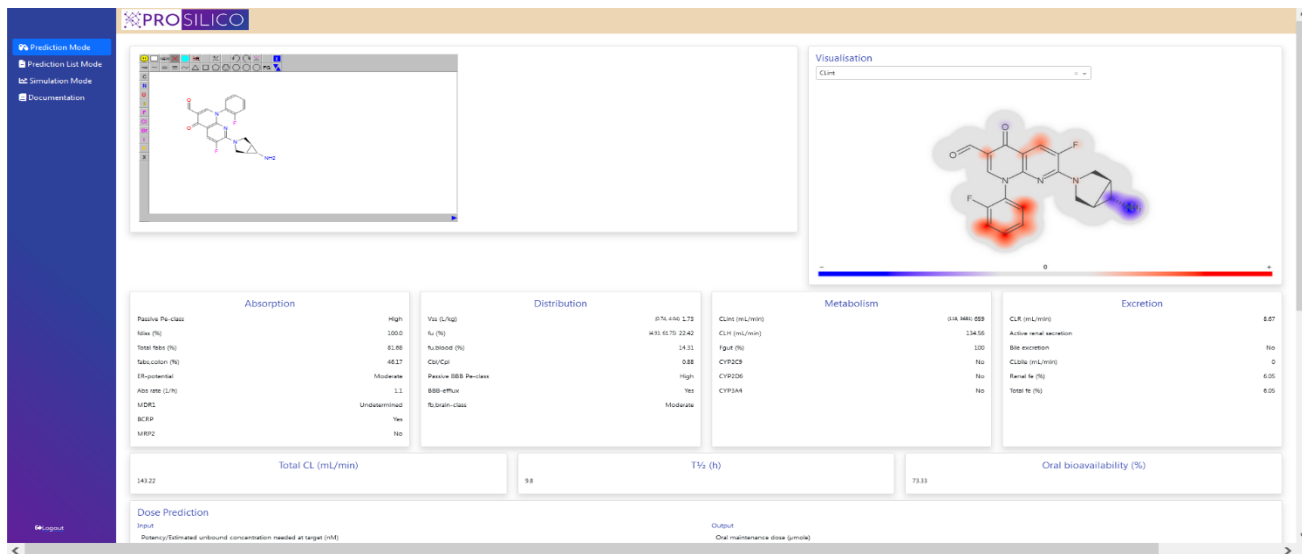 PROSILICO
Prediction Mode
Prediction List Mode
Simulation Mode
Documentation
Logout
C
N
O
F
X
O
O
N
N
N
F
F
NH2
Visualisation
CLint
O
O
F
N
N
N
F
−
0
+
Absorption
Passive Pe-class High
fdiss (%) 100.0
Total fabs (%) 81.66
fabs,colon (%) 46.17
ER-potential Moderate
Abs rate (1/h) 1.1
MDR1 Undetermined
BCRP Yes
MRP2 No
Distribution
Vss (L/kg) 1.73
fu (%) 22.42
fu,blood (%) 14.31
Cbl/Cpl 0.88
Passive BBB Pe-class High
BBB-efflux Yes
fb,brain-class Moderate
Metabolism
CLint (mL/min) 689
CLH (mL/min) 134.56
Fgut (%) 100
CYP2C9 No
CYP2D6 No
CYP3A4 No
Excretion
CLR (mL/min) 8.67
Active renal secretion
Bile excretion No
CLbile (mL/min) 0
Renal fe (%) 6.05
Total fe (%) 6.05
Total CL (mL/min)
143.22
T½ (h)
9.8
Oral bioavailability (%)
73.33
Dose Prediction
Input
Output
Potency/Estimated unbound concentration needed at target (nM)
Oral maintenance dose (µmole)